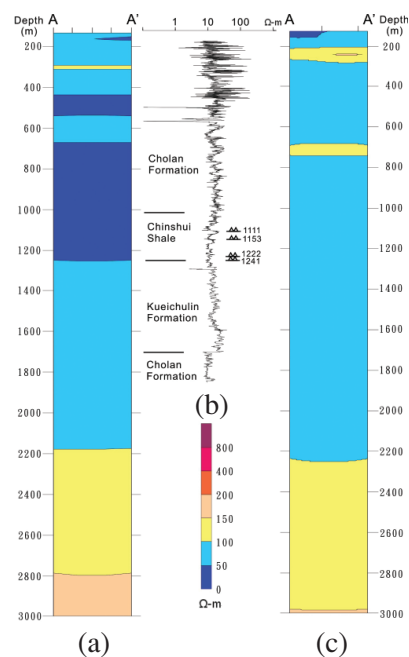 Depth
(m)
A A'
200
400
600
800
1000
1200
1400
1600
1800
2000
2200
2400
2600
2800
3000
(a)
Ω-m
1 10 100
Cholan
Formation
Chinshui
Shale
1111
1153
1222
1241
Kueichulin
Formation
Cholan
Formation
(b)
800
400
200
150
100
50
0
Ω-m
A A'
Depth
(m)
200
400
600
800
1000
1200
1400
1600
1800
2000
2200
2400
2600
2800
3000
(c)